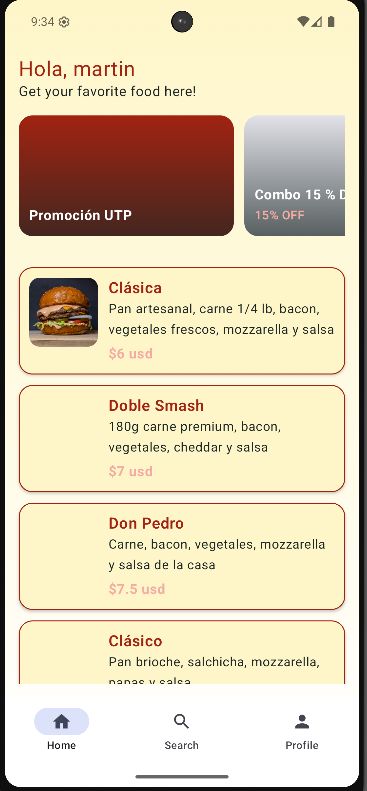 9:34
Hola, martin
Get your favorite food here!
Promoción UTP
Combo 15 % D
15% OFF
Clásica
Pan artesanal, carne 1/4 lb, bacon,
vegetales frescos, mozzarella y salsa
$6 usd
Doble Smash
180g carne premium, bacon,
vegetales, cheddar y salsa
$7 usd
Don Pedro
Carne, bacon, vegetales, mozzarella
y salsa de la casa
$7.5 usd
Clásico
Pan brioche, salchicha, mozzarella,
papas y salsa
Home
Search
Profile